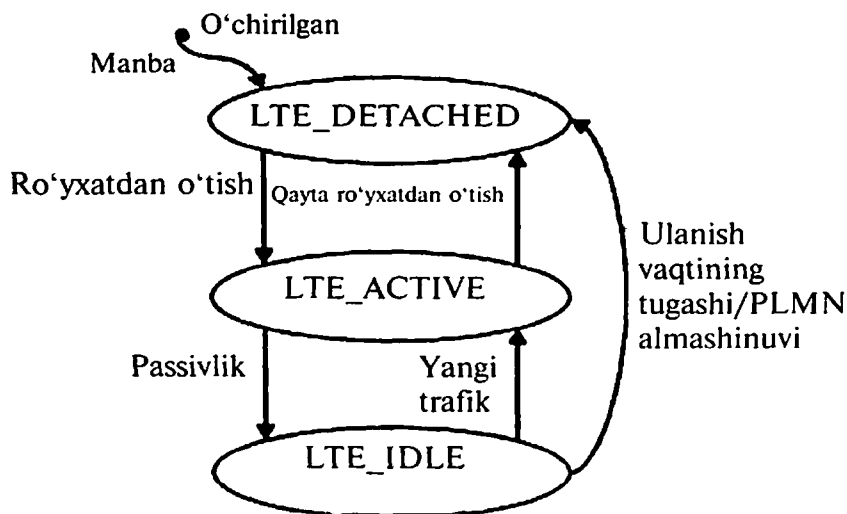 O‘chirilgan
Manba
LTE_DETACHED
Ro‘yxatdan o‘tish
Qayta ro‘yxatdan o‘tish
Ulanish
vaqtining
tugashi/PLMN
almashinuvi
LTE_ACTIVE
Passivlik
Yangi
trafik
LTE_IDLE